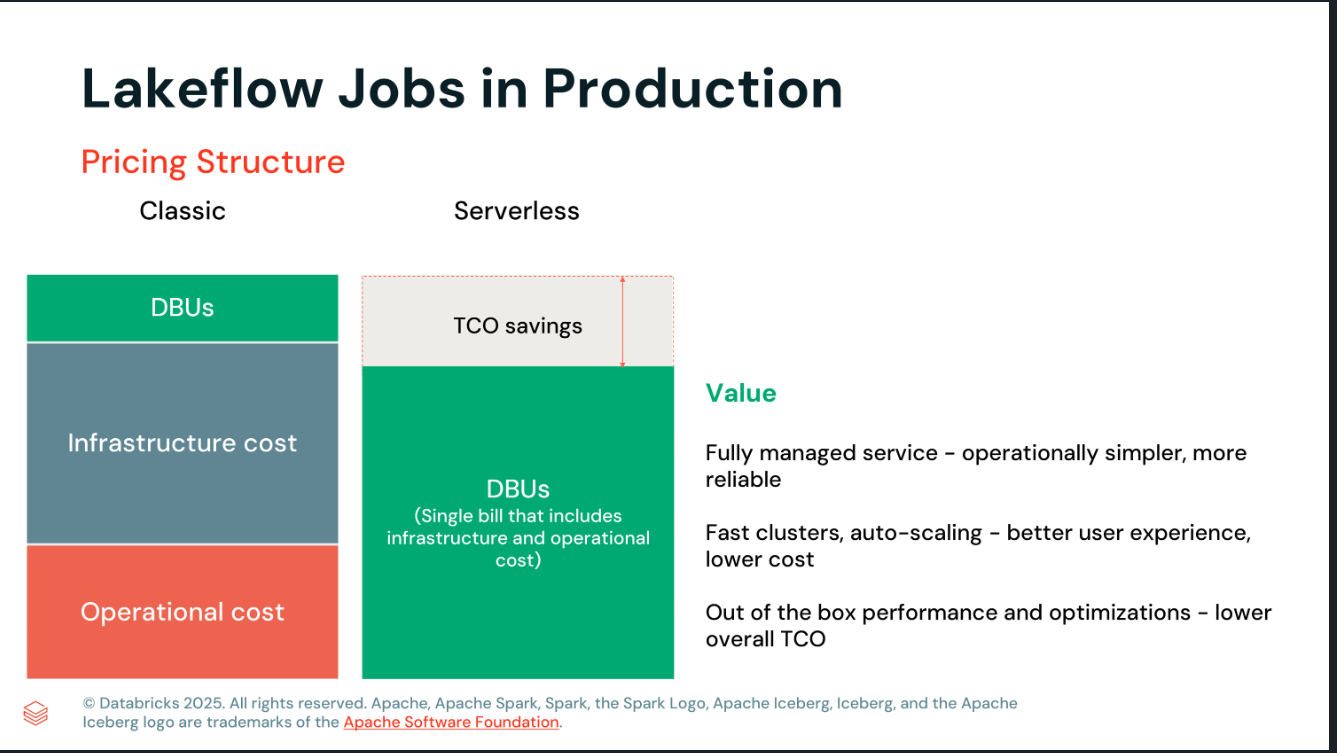 Lakeflow Jobs in Production
Pricing Structure
Classic
Serverless
DBUs
Infrastructure cost
Operational cost
TCO savings
DBUs
(Single bill that includes
infrastructure and operational
cost)
Value
Fully managed service - operationally simpler, more
reliable
Fast clusters, auto-scaling - better user experience,
lower cost
Out of the box performance and optimizations - lower
overall TCO
© Databricks 2025. All rights reserved. Apache, Apache Spark, Spark, the Spark Logo, Apache Iceberg, Iceberg, and the Apache
Iceberg logo are trademarks of the Apache Software Foundation.